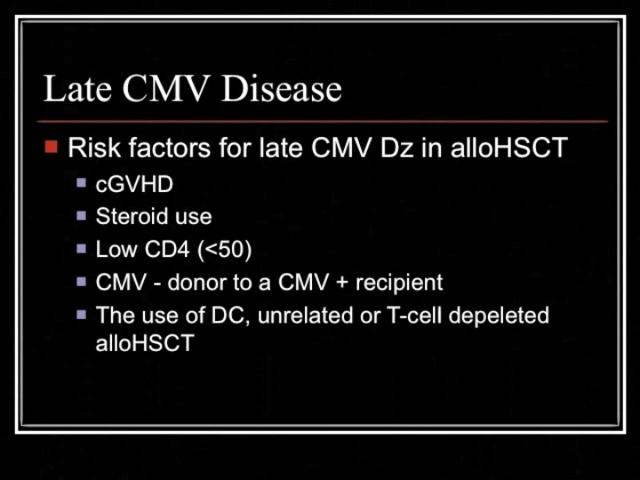 Late CMV Disease
Risk factors for late CMV Dz in alloHSCT
cGVHD
Steroid use
Low CD4 (<50)
CMV - donor to a CMV + recipient
The use of DC, unrelated or T-cell depeleted
alloHSCT